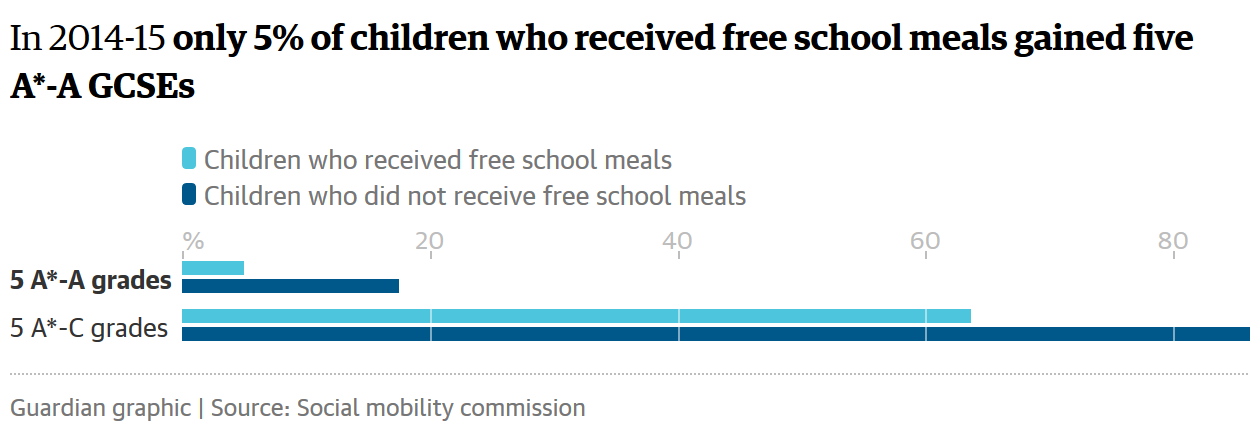 In 2014-15 only 5% of children who received free school meals gained five
A*-A GCSEs
Children who received free school meals
Children who did not receive free school meals
% 20 40 60 80
5 A*-A grades
5 A*-C grades
Guardian graphic | Source: Social mobility commission